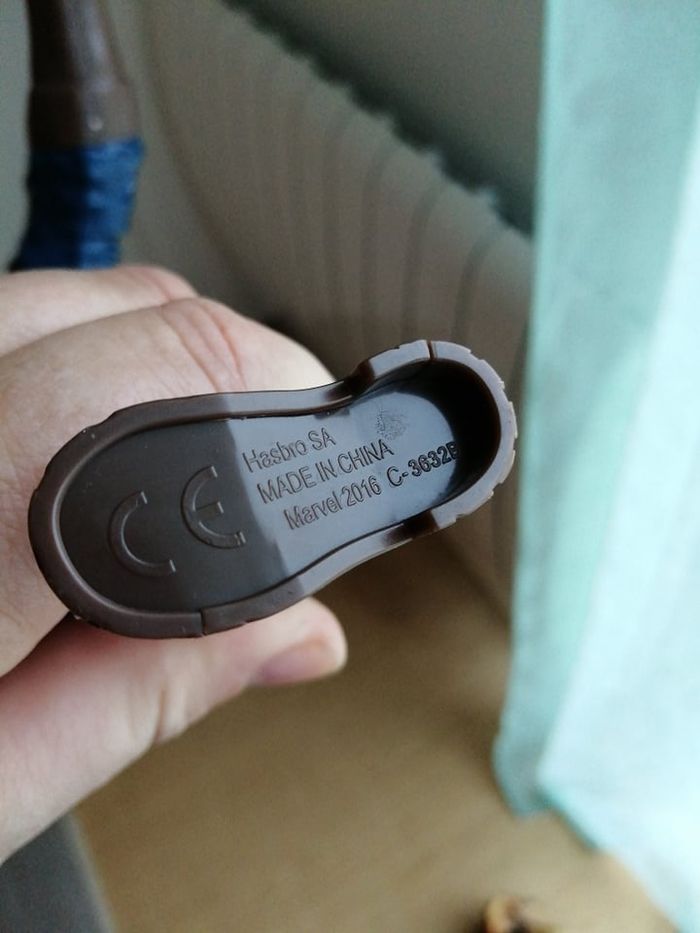 CE
Hasbro SA
MADE IN CHINA
Marvel 2016 C-3632B